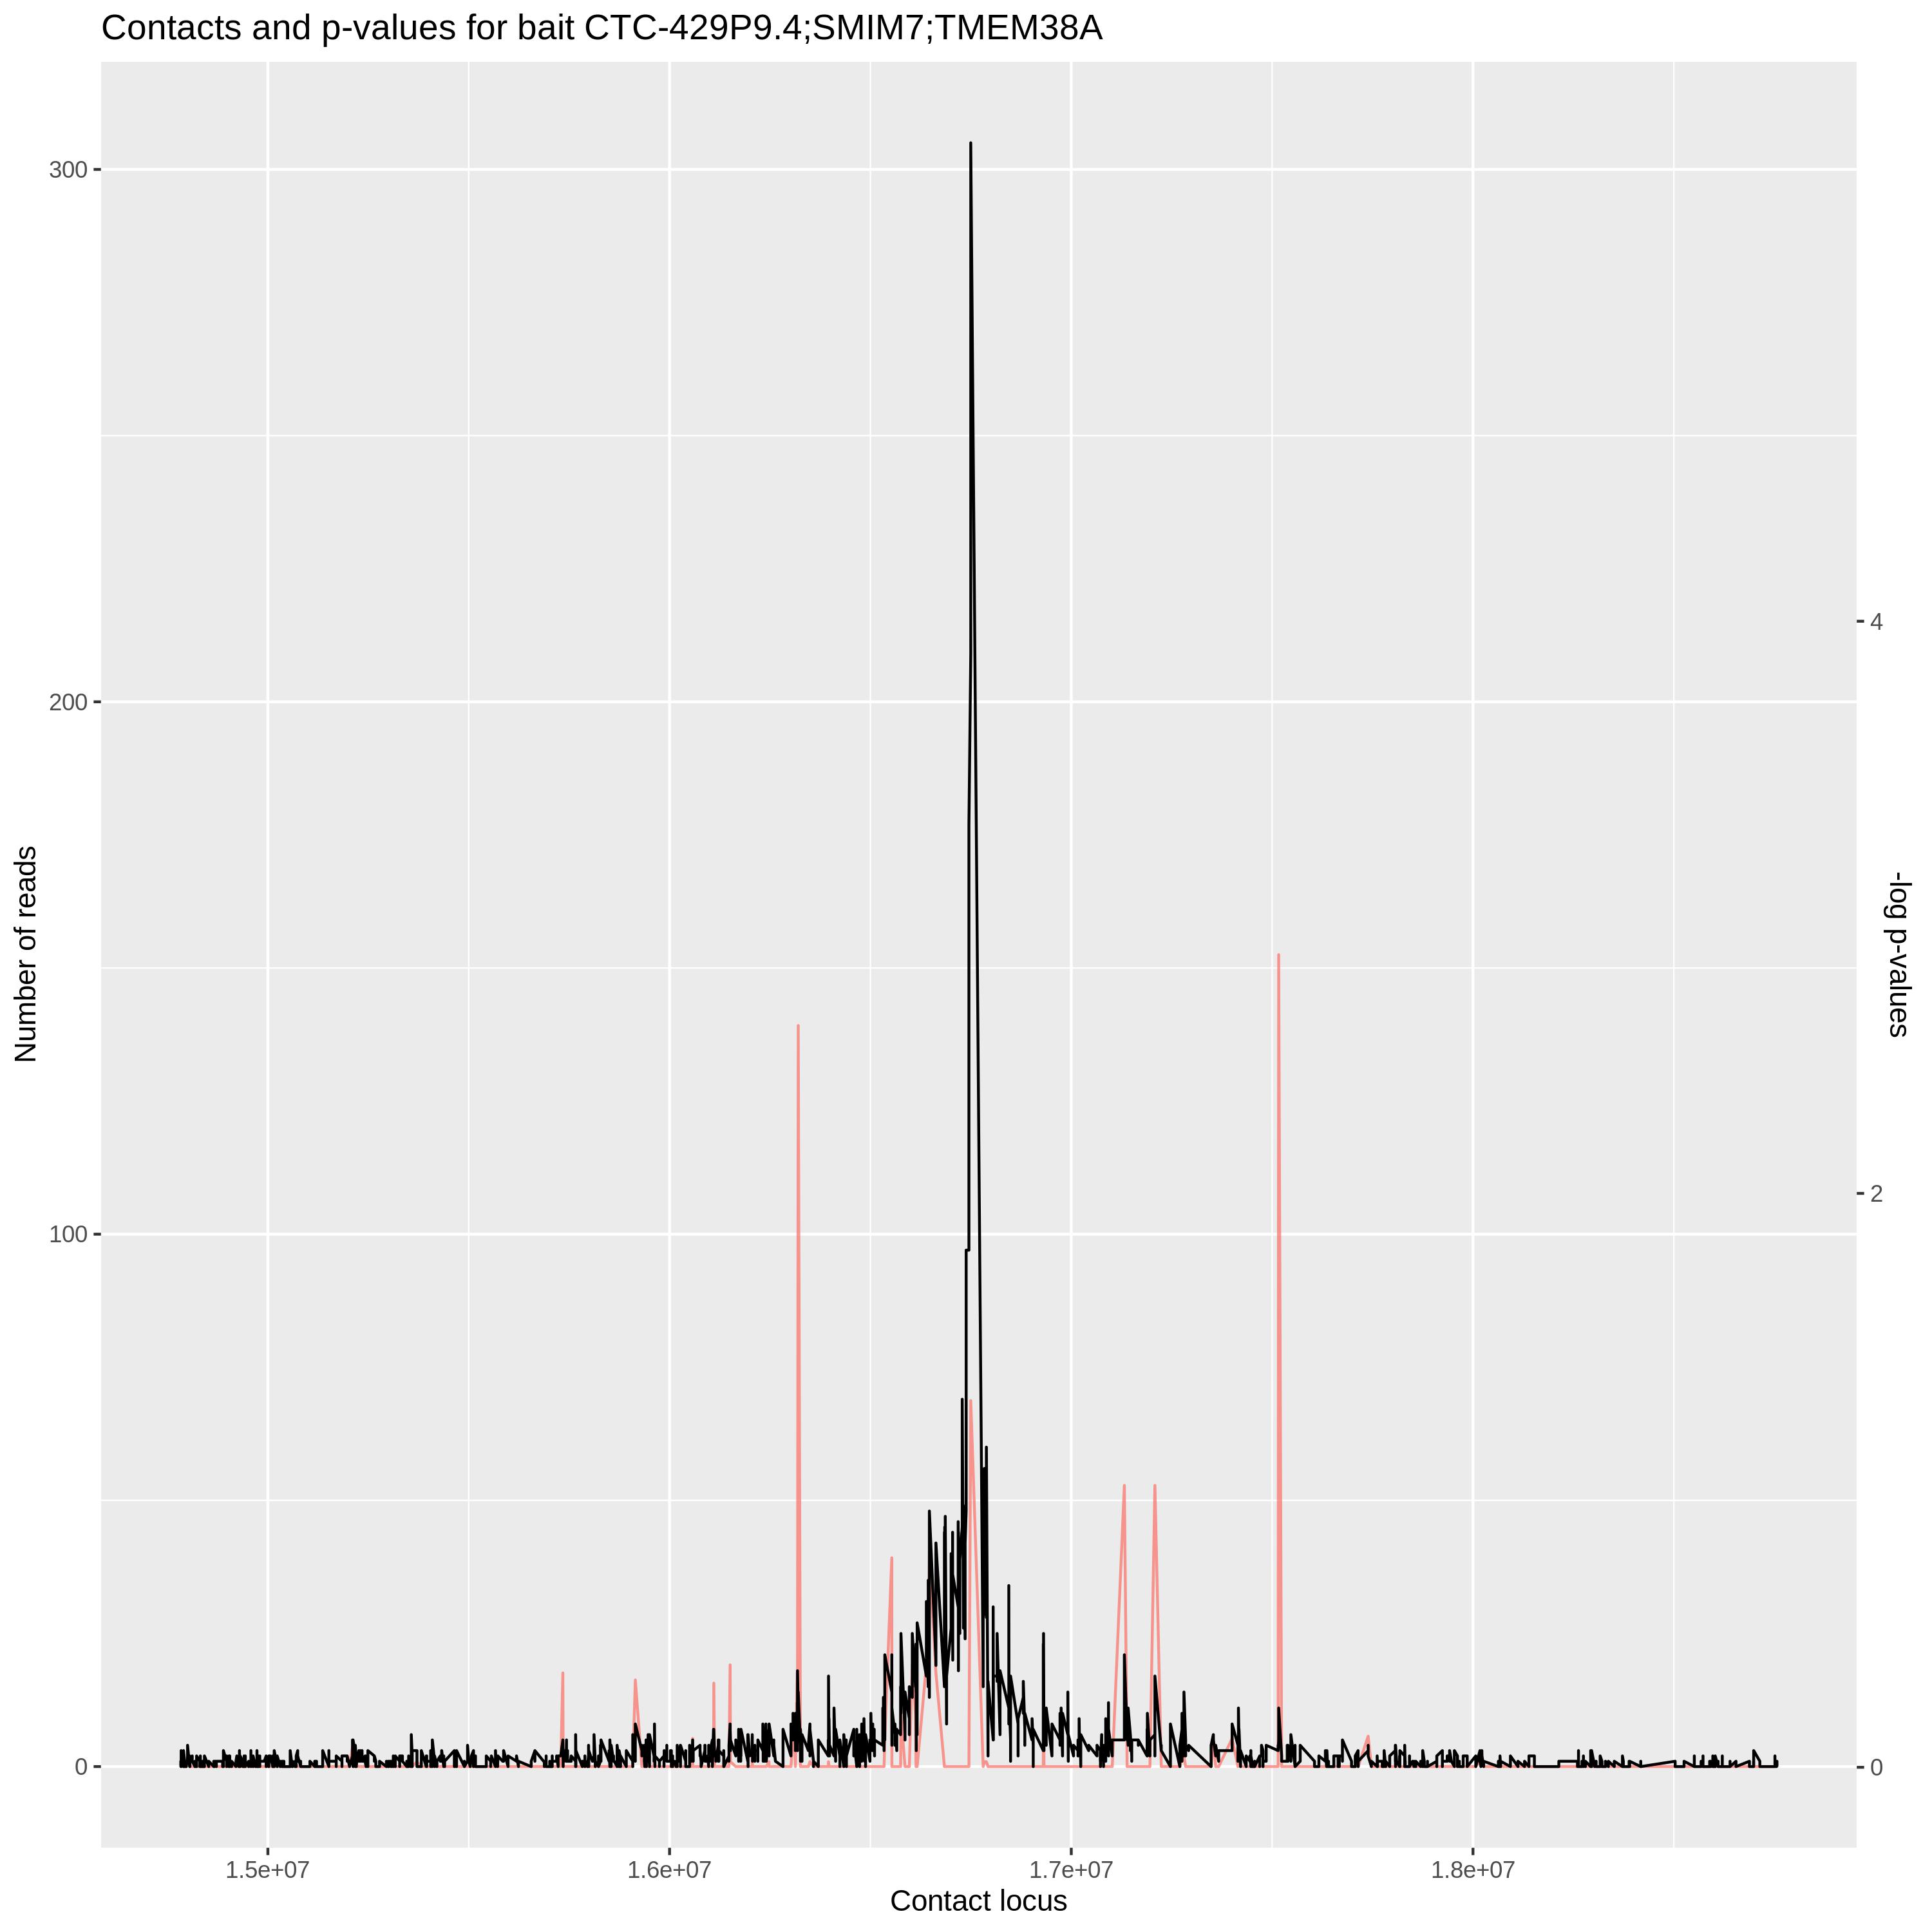 Contacts and p-values for bait CTC-429P9.4;SMIM7;TMEM38A
300
200
100
0
Number of reads
4
2
0
-log p-values
1.5e+07
1.6e+07
1.7e+07
1.8e+07
Contact locus